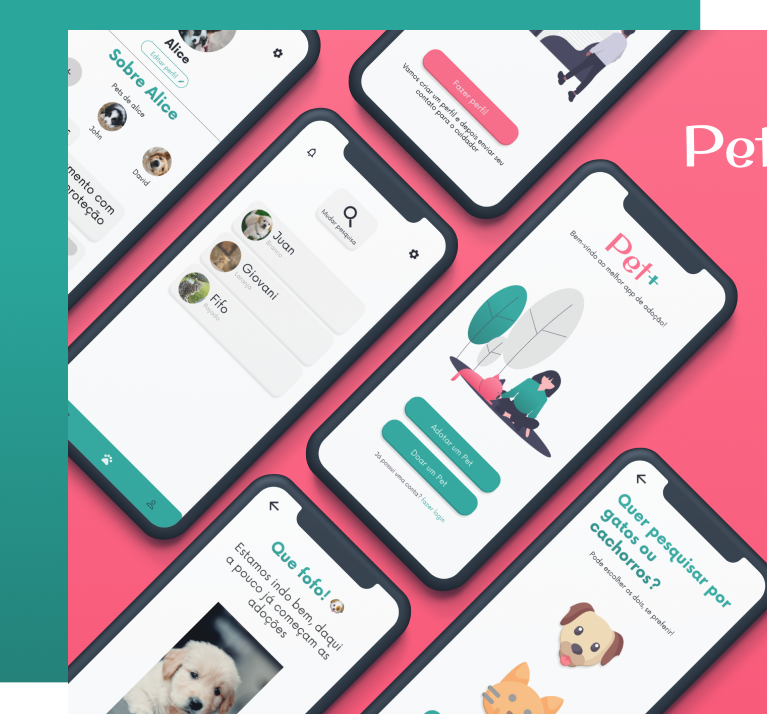 Alice
Editar perfil
Sobre Alice
Pets de alice
John
David
mento com
proteção
Fazer perfil
Vamos criar um perfil e depois enviar seu
contato para o cuidador
Mudar pesquisa
Juan
Branco
Giovani
Laranja
Fifo
Pet
Pet+
Bem-vindo ao melhor app de adoção!
Adotar um Pet
Doar um Pet
Já possui uma conta? Fazer login
Que fofo!
Estamos indo bem, daqui
a pouco já começam as
adoções
Quer pesquisar por
gatos ou
cachorros?
Pode escolher os dois, se preferir!